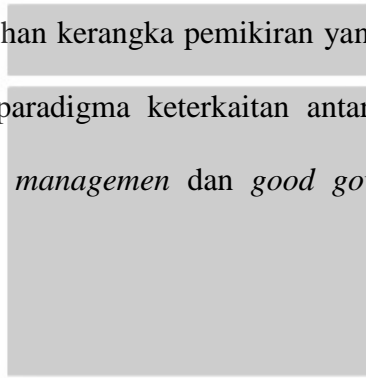 han kerangka pemikiran yan
paradigma keterkaitan antar
managemen dan good gov